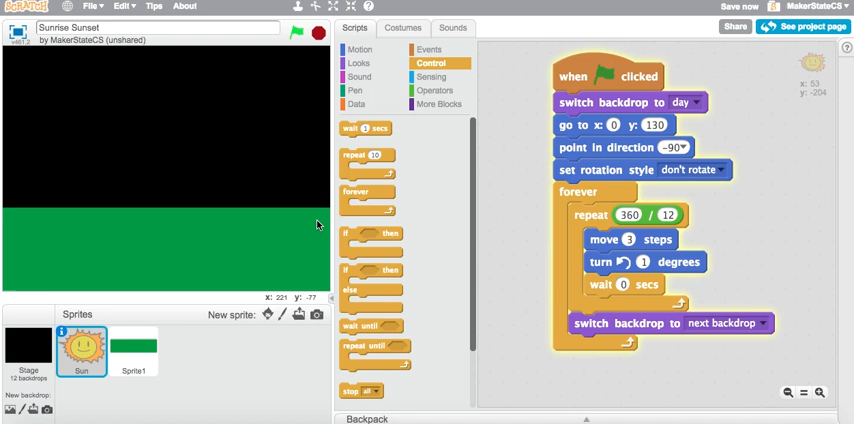 SCRATCH File Edit Tips About Save now MakerStateCS
Sunrise Sunset
by MakerStateCS (unshared)
v461.2
Share See project page
Scripts Costumes Sounds
Motion Events
Looks Control
Sound Sensing
Pen Operators
Data More Blocks
wait 1 secs
repeat 10
forever
if then
if then
else
wait until
repeat until
stop all
x: 53
y: -204
when clicked
switch backdrop to day
go to x: 0 y: 130
point in direction -90
set rotation style don't rotate
forever
repeat 360 / 12
move 3 steps
turn 1 degrees
wait 0 secs
switch backdrop to next backdrop
x: 221 y: -77
Sprites New sprite:
Stage
12 backdrops
New backdrop:
Sun
Sprite1
Backpack